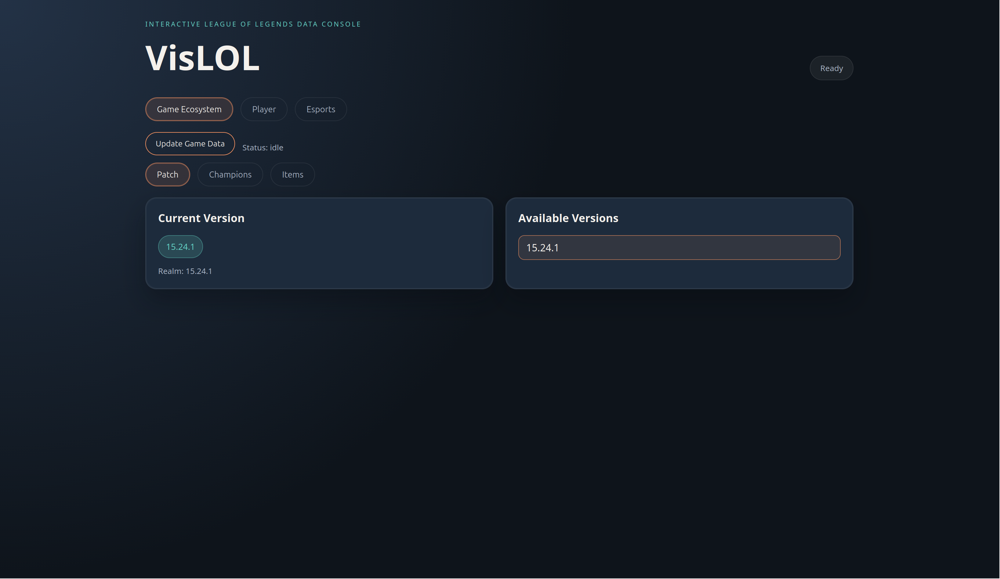 INTERACTIVE LEAGUE OF LEGENDS DATA CONSOLE
VisLOL
Ready
Game Ecosystem Player Esports
Update Game Data Status: idle
Patch Champions Items
Current Version
15.24.1
Realm: 15.24.1
Available Versions
15.24.1